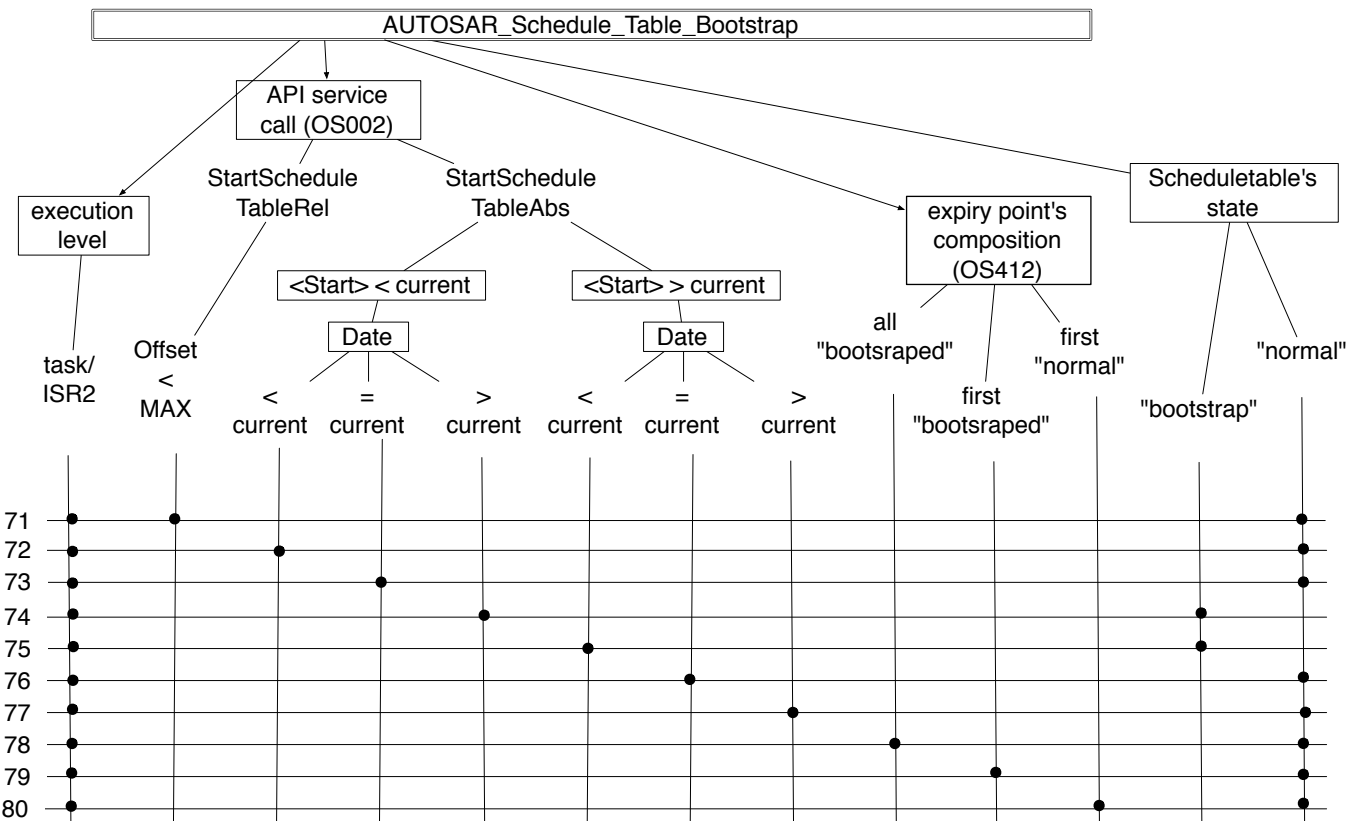 AUTOSAR_Schedule_Table_Bootstrap
API service
call (OS002)
StartSchedule
TableRel
StartSchedule
TableAbs
Scheduletable's
state
execution
level
expiry point's
composition
(OS412)
<Start> < current
<Start> > current
Date
Date
task/
ISR2
Offset
<
MAX
<
current
=
current
>
current
<
current
=
current
>
current
all
"bootsraped"
first
"bootsraped"
first
"normal"
"bootstrap"
"normal"
71
72
73
74
75
76
77
78
79
80